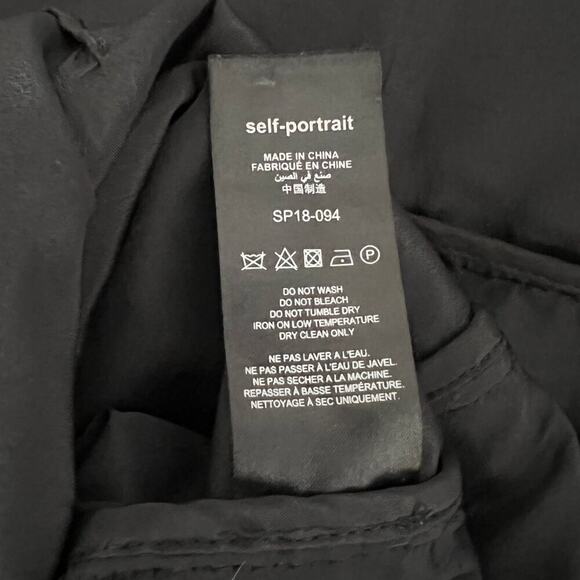 self-portrait
MADE IN CHINA
FABRIQUÉ EN CHINE
صنع في الصين
中国制造
SP18-094
P
DO NOT WASH
DO NOT BLEACH
DO NOT TUMBLE DRY
IRON ON LOW TEMPERATURE
DRY CLEAN ONLY
NE PAS LAVER A L'EAU.
NE PAS PASSER À L'EAU DE JAVEL.
NE PAS SECHER A LA MACHINE.
REPASSER À BASSE TEMPÉRATURE.
NETTOYAGE À SEC UNIQUEMENT.